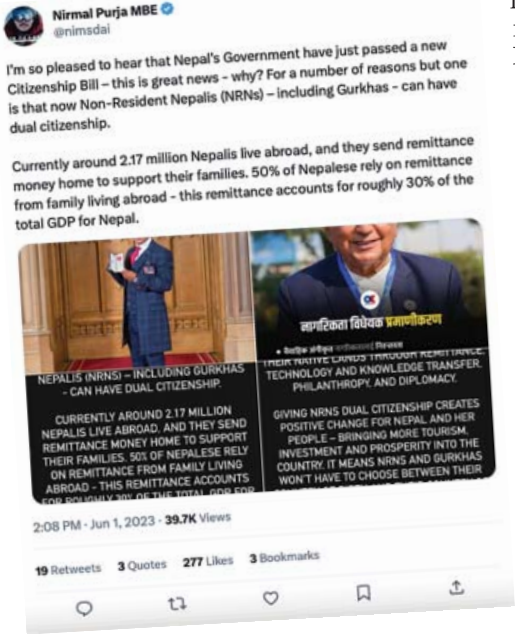 Nirmal Purja MBE
@nimsdai
I'm so pleased to hear that Nepal's Government have just passed a new
Citizenship Bill – this is great news - why? For a number of reasons but one
is that now Non-Resident Nepalis (NRNs) – including Gurkhas - can have
dual citizenship.
Currently around 2.17 million Nepalis live abroad, and they send remittance
money home to support their families. 50% of Nepalese rely on remittance
from family living abroad - this remittance accounts for roughly 30% of the
total GDP for Nepal.
NEPALIS (NRNS) – INCLUDING GURKHAS
- CAN HAVE DUAL CITIZENSHIP.
CURRENTLY AROUND 2.17 MILLION
NEPALIS LIVE ABROAD, AND THEY SEND
REMITTANCE MONEY HOME TO SUPPORT
THEIR FAMILIES. 50% OF NEPALESE RELY
ON REMITTANCE FROM FAMILY LIVING
ABROAD - THIS REMITTANCE ACCOUNTS
FOR ROUGHLY 30% OF THE TOTAL GDP FOR
नागरिकता विधेयक प्रमाणीकरण
THEIR NATIVE LANDS THROUGH REMITTANCE,
TECHNOLOGY AND KNOWLEDGE TRANSFER,
PHILANTHROPY, AND DIPLOMACY.
GIVING NRNS DUAL CITIZENSHIP CREATES
POSITIVE CHANGE FOR NEPAL AND HER
PEOPLE – BRINGING MORE TOURISM,
INVESTMENT AND PROSPERITY INTO THE
COUNTRY. IT MEANS NRNS AND GURKHAS
WON'T HAVE TO CHOOSE BETWEEN THEIR
2:08 PM · Jun 1, 2023 · 39.7K Views
19 Retweets 3 Quotes 277 Likes 3 Bookmarks